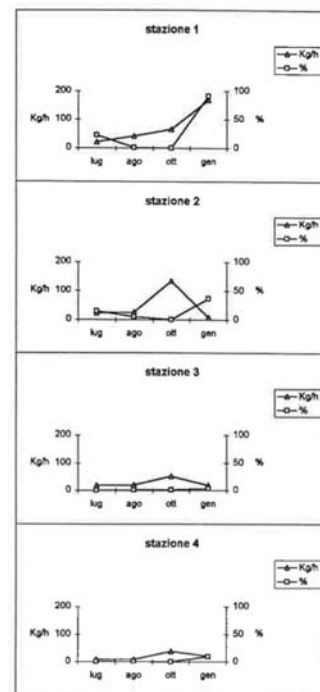 stazione 1
Kg/h
%
200 100
Kg/h 100 50 %
0 0
lug ago ott gen
stazione 2
Kg/h
%
200 100
Kg/h 100 50 %
0 0
lug ago ott gen
stazione 3
Kg/h
%
200 100
Kg/h 100 50 %
0 0
lug ago ott gen
stazione 4
Kg/h
%
200 100
Kg/h 100 50 %
0 0
lug ago ott gen